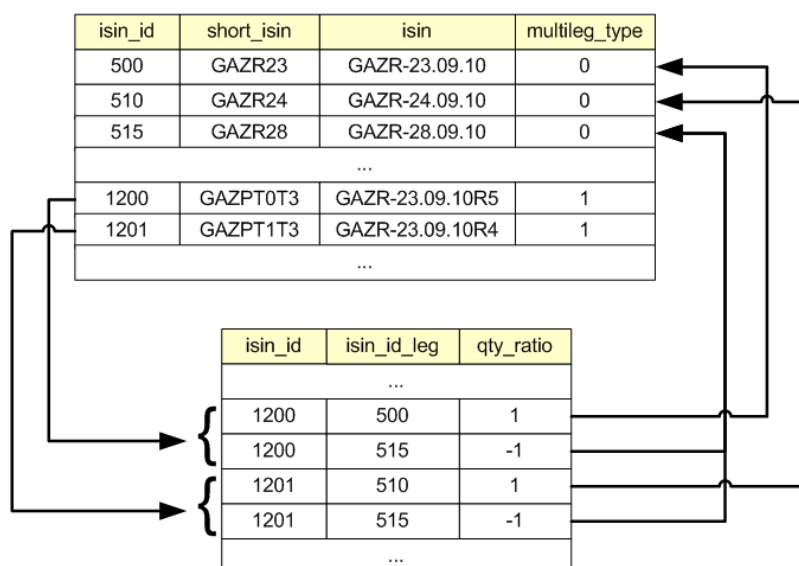 isin_id short_isin isin multileg_type
500 GAZR23 GAZR-23.09.10 0
510 GAZR24 GAZR-24.09.10 0
515 GAZR28 GAZR-28.09.10 0
...
1200 GAZPT0T3 GAZR-23.09.10R5 1
1201 GAZPT1T3 GAZR-23.09.10R4 1
...
isin_id isin_id_leg qty_ratio
...
1200 500 1
1200 515 -1
1201 510 1
1201 515 -1
...